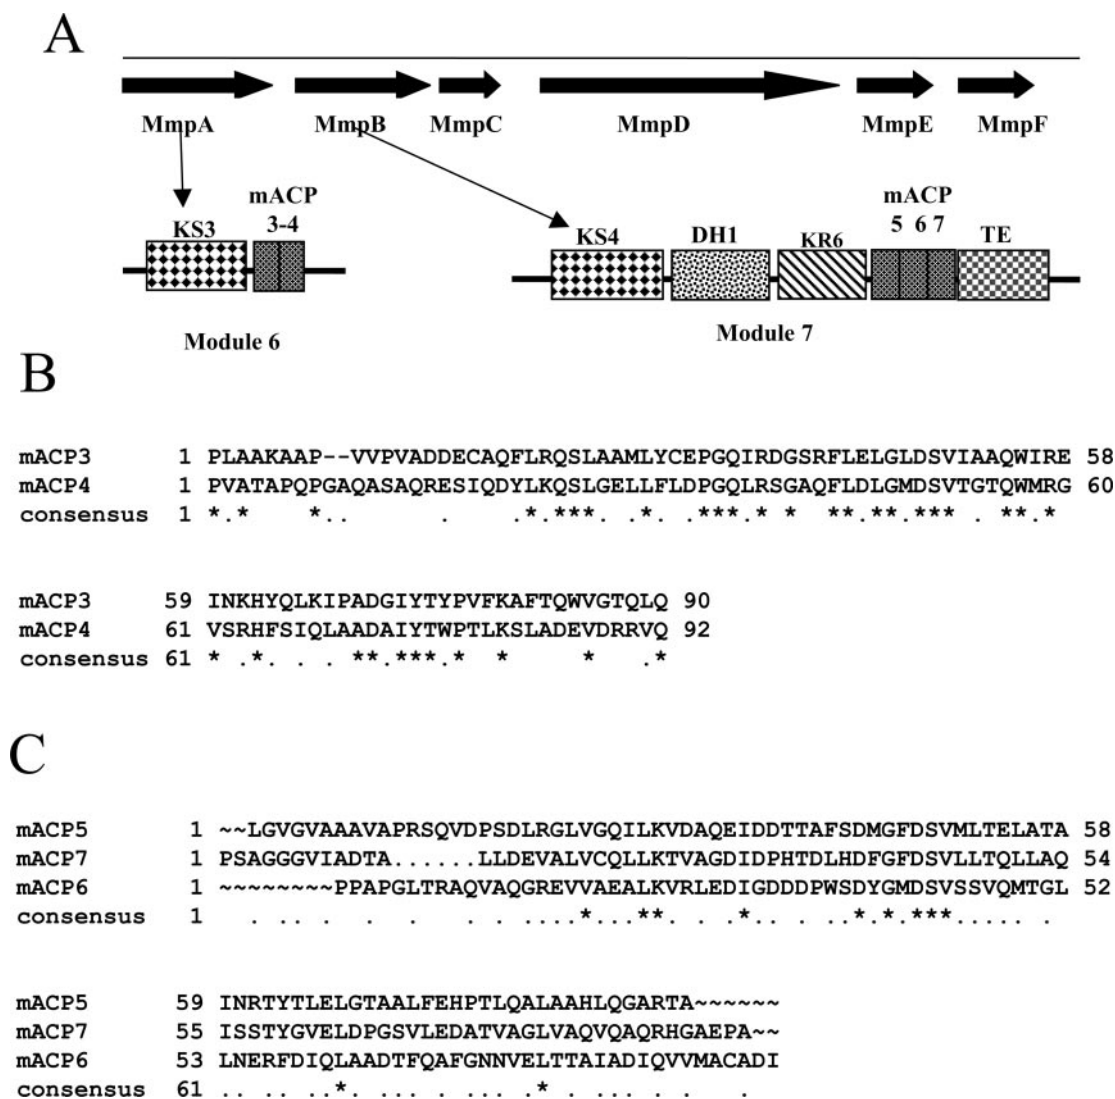 A
MmpA MmpB MmpC MmpD MmpE MmpF
mACP
3-4
KS3
mACP
5 6 7
KS4 DH1 KR6 TE
Module 6
Module 7
B
mACP3 1 PLAAKAAP--VVPVADDECAQFLRQSLAAMLYCEPGQIRDGSRFLELGLDSVIAAQWIRE 58
mACP4 1 PVATAPQPGAQASAQRESIQDYLKQSLGELLFLDPGQLRSGAQFLDLGMDSVTGTQWMRG 60
consensus 1 *.* *.. . .*.***. .*. ***.*.* .**.**.*** . **.*
mACP3 59 INKHYQLKIPADGIYTYPVFKAFTQWVGTQLQ 90
mACP4 61 VSRHFSIQLAADAIYTWPTLKSLADEVDRRVQ 92
consensus 61 * .*. . . **.***.* * * .*
C
mACP5 1 ~~LGVGVAAAVAPRSQVDPSDLRGLVGQILKVDAQEIDDTTAFSDMGFDSVMLTELATA 58
mACP7 1 PSAGGGVIADTA......LLDEVALVCQLLKTVAGDIDPHTDLHDFGFDSVLLTQLLAQ 54
mACP6 1 ~~~~~~~~PPAPGLTRAQVAQGREVVAEALKVRLEDIGDDDPWSDYGMDSVSSVQMTGL 52
consensus 1 . . .. . . . . ....*...** ...*. . . .*.*.***..... .
mACP5 59 INRTYTLELGTAALFEHPTLQALAAHLQGARTA~~~~~~ 
mACP7 55 ISSTYGVELDPGSVLEDATVAGLVAQVQAQRHGAEPA~~
mACP6 53 LNERFDIQLAADTFQAFGNNVELTTAIADIQVVMACADI
consensus 61 .. .. ..*. ... .. . .*. . ... .. .